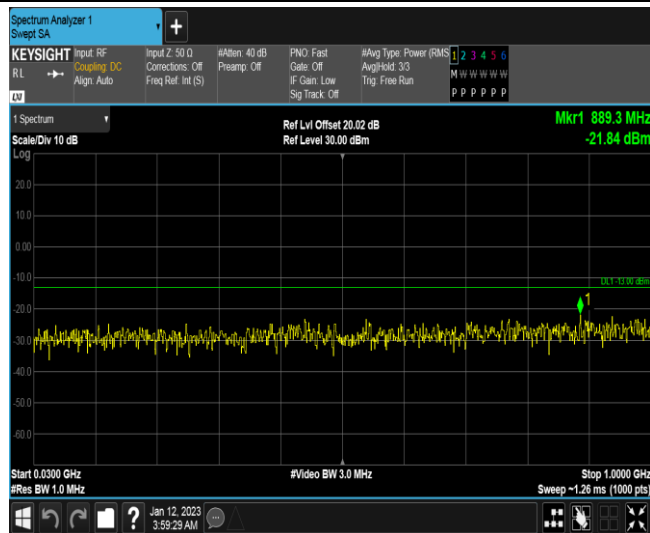 Spectrum Analyzer 1
Swept SA
+
KEYSIGHT Input: RF Input Z: 50 Ω #Atten: 40 dB PNO: Fast #Avg Type: Power (RMS 1 2 3 4 5 6
RL Coupling: DC Corrections: Off Preamp: Off Gate: Off Avg|Hold: 3/3 M W W W W W
Align: Auto Freq Ref: Int (S) IF Gain: Low Trig: Free Run
Sig Track: Off P P P P P P
LXI
1 Spectrum
Ref Lvl Offset 20.02 dB Mkr1 889.3 MHz
Scale/Div 10 dB Ref Level 30.00 dBm -21.84 dBm
Log
20.0
10.0
0.00
-10.0
DL1 -13.00 dBm
1
-20.0
-30.0
-40.0
-50.0
-60.0
Start 0.0300 GHz #Video BW 3.0 MHz Stop 1.0000 GHz
#Res BW 1.0 MHz Sweep ~1.26 ms (1000 pts)
? Jan 12, 2023
3:59:29 AM